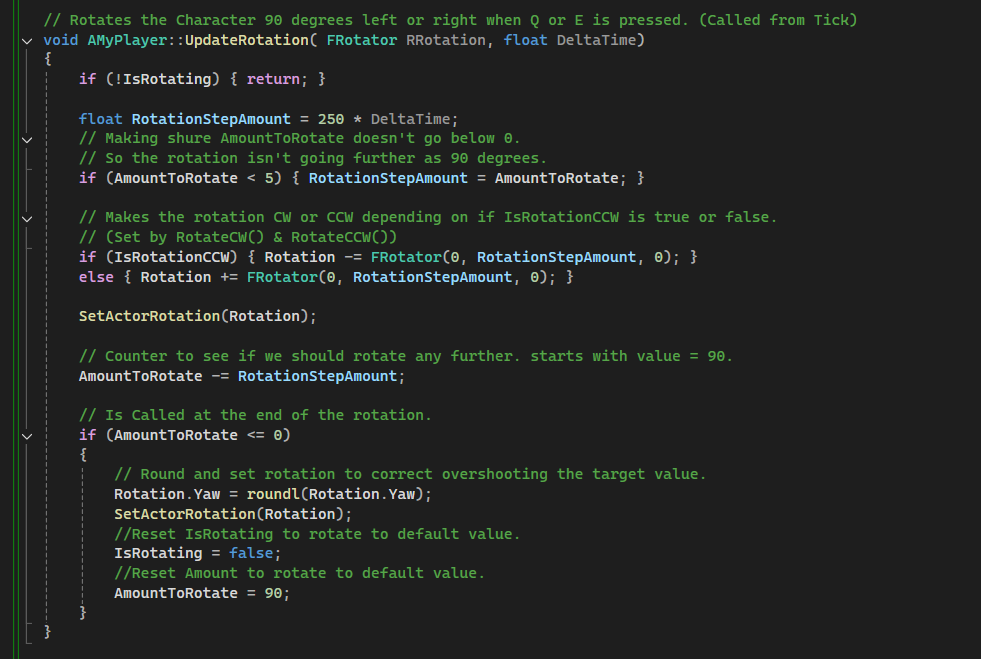 // Rotates the Character 90 degrees left or right when Q or E is pressed. (Called from Tick)
void AMyPlayer::UpdateRotation( FRotator RRotation, float DeltaTime)
{
    if (!IsRotating) { return; }

    float RotationStepAmount = 250 * DeltaTime;
    // Making shure AmountToRotate doesn't go below 0.
    // So the rotation isn't going further as 90 degrees.
    if (AmountToRotate < 5) { RotationStepAmount = AmountToRotate; }

    // Makes the rotation CW or CCW depending on if IsRotationCCW is true or false.
    // (Set by RotateCW() & RotateCCW())
    if (IsRotationCCW) { Rotation -= FRotator(0, RotationStepAmount, 0); }
    else { Rotation += FRotator(0, RotationStepAmount, 0); }

    SetActorRotation(Rotation);

    // Counter to see if we should rotate any further. starts with value = 90.
    AmountToRotate -= RotationStepAmount;

    // Is Called at the end of the rotation.
    if (AmountToRotate <= 0)
    {
        // Round and set rotation to correct overshooting the target value.
        Rotation.Yaw = roundl(Rotation.Yaw);
        SetActorRotation(Rotation);
        //Reset IsRotating to rotate to default value.
        IsRotating = false;
        //Reset Amount to rotate to default value.
        AmountToRotate = 90;
    }
}